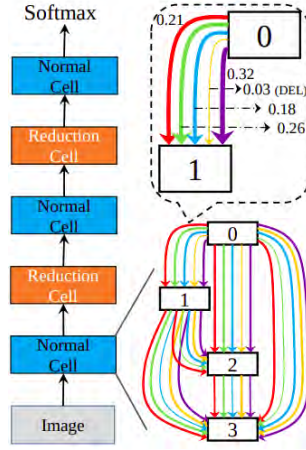 Softmax
Normal
Cell
Reduction
Cell
Normal
Cell
Reduction
Cell
Normal
Cell
Image
0.21
0
0.32
0.03 (DEL)
0.18
0.26
1
0
1
2
3